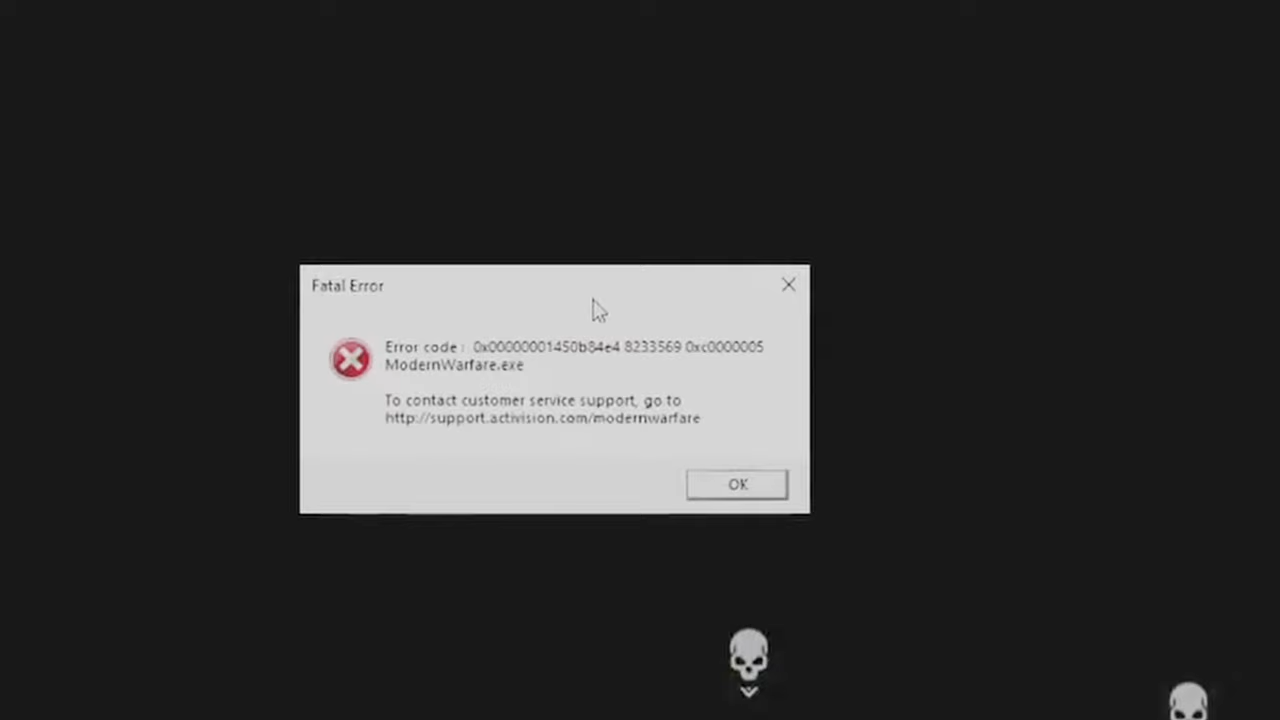 Fatal Error
Error code : 0x00000001450b84e4 8233569 0xc0000005
ModernWarfare.exe
To contact customer service support, go to
http://support.activision.com/modernwarfare
OK